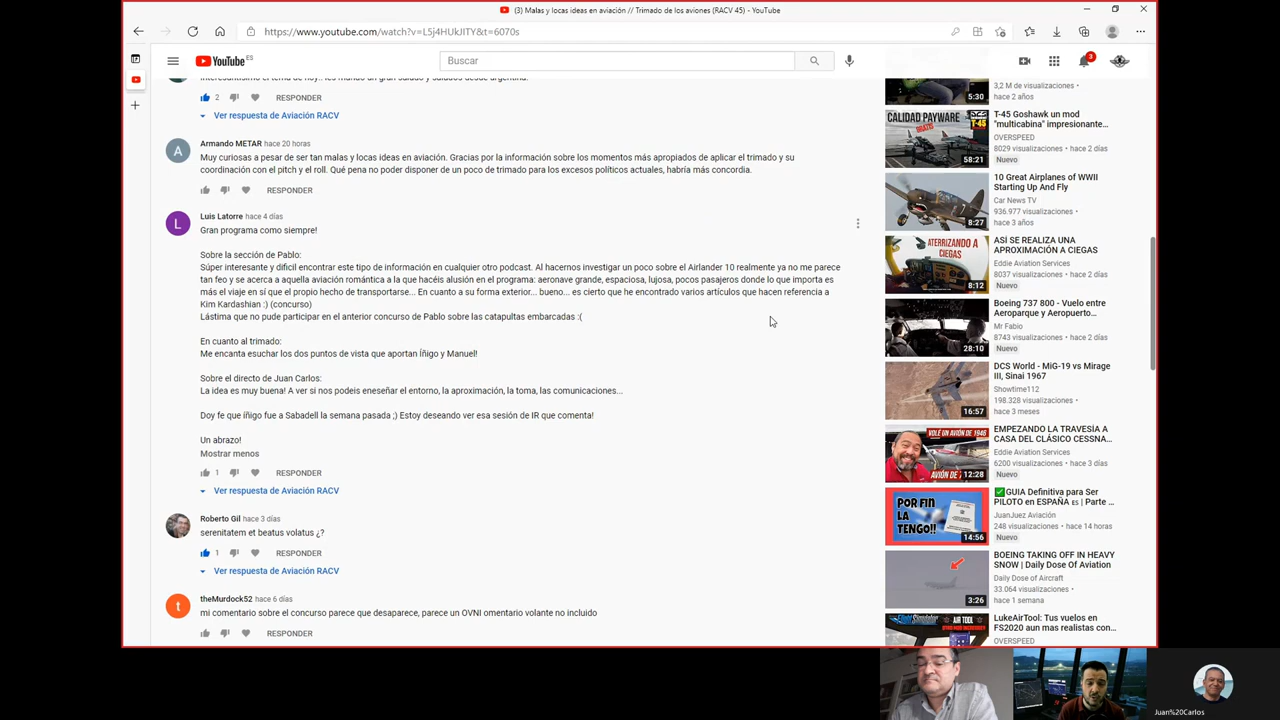 (3) Malas y locas ideas en aviación // Trimado de los aviones (RACV 45) - YouTube
https://www.youtube.com/watch?v=L5j4HUkJITY&t=6070s
YouTube ES
Buscar
3
2
RESPONDER
Ver respuesta de Aviación RACV
A
Armando METAR hace 20 horas
Muy curiosas a pesar de ser tan malas y locas ideas en aviación. Gracias por la información sobre los momentos más apropiados de aplicar el trimado y su
coordinación con el pitch y el roll. Qué pena no poder disponer de un poco de trimado para los excesos políticos actuales, habría más concordia.
RESPONDER
L
Luis Latorre hace 4 días
Gran programa como siempre!
Sobre la sección de Pablo:
Súper interesante y dificil encontrar este tipo de información en cualquier otro podcast. Al hacernos investigar un poco sobre el Airlander 10 realmente ya no me parece
tan feo y se acerca a aquella aviación romántica a la que hacéis alusión en el programa: aeronave grande, espaciosa, lujosa, pocos pasajeros donde lo que importa es
más el viaje en sí que el propio hecho de transportarse... En cuanto a su forma exterior... bueno... es cierto que he encontrado varios artículos que hacen referencia a
Kim Kardashian :) (concurso)
Lástima que no pude participar en el anterior concurso de Pablo sobre las catapultas embarcadas :(
En cuanto al trimado:
Me encanta esuchar los dos puntos de vista que aportan Íñigo y Manuel!
Sobre el directo de Juan Carlos:
La idea es muy buena! A ver si nos podeis eneseñar el entorno, la aproximación, la toma, las comunicaciones...
Doy fe que íñigo fue a Sabadell la semana pasada ;) Estoy deseando ver esa sesión de IR que comenta!
Un abrazo!
Mostrar menos
1
RESPONDER
Ver respuesta de Aviación RACV
Roberto Gil hace 3 días
serenitatem et beatus volatus ¿?
1
RESPONDER
Ver respuesta de Aviación RACV
t
theMurdock52 hace 6 días
mi comentario sobre el concurso parece que desaparece, parece un OVNI omentario volante no incluido
RESPONDER
5:30
3,2 M de visualizaciones •
hace 2 años
CALIDAD PAYWARE
GRATIS
T-45
58:21
T-45 Goshawk un mod
"multicabina" impresionante...
OVERSPEED
8029 visualizaciones • hace 2 días
Nuevo
8:27
10 Great Airplanes of WWII
Starting Up And Fly
Car News TV
936.977 visualizaciones •
hace 3 años
ATERRIZANDO A
CIEGAS
8:12
ASÍ SE REALIZA UNA
APROXIMACIÓN A CIEGAS
Eddie Aviation Services
8037 visualizaciones • hace 2 días
Nuevo
28:10
Boeing 737 800 - Vuelo entre
Aeroparque y Aeropuerto...
Mr Fabio
8743 visualizaciones • hace 2 días
Nuevo
16:57
DCS World - MiG-19 vs Mirage
III, Sinai 1967
Showtime112
198.328 visualizaciones •
hace 3 meses
VOLÉ UN AVIÓN DE 1946
12:28
EMPEZANDO LA TRAVESÍA A
CASA DEL CLÁSICO CESSNA...
Eddie Aviation Services
6200 visualizaciones • hace 3 días
Nuevo
POR FIN
LA
TENGO!!
14:56
GUIA Definitiva para Ser
PILOTO en ESPAÑA ES | Parte ...
JuanJuez Aviación
248 visualizaciones • hace 14 horas
Nuevo
3:26
BOEING TAKING OFF IN HEAVY
SNOW | Daily Dose Of Aviation
Daily Dose of Aircraft
33.064 visualizaciones •
hace 1 semana
AIR TOOL
LukeAirTool: Tus vuelos en
FS2020 aun mas realistas con...
OVERSPEED
Juan%20Carlos